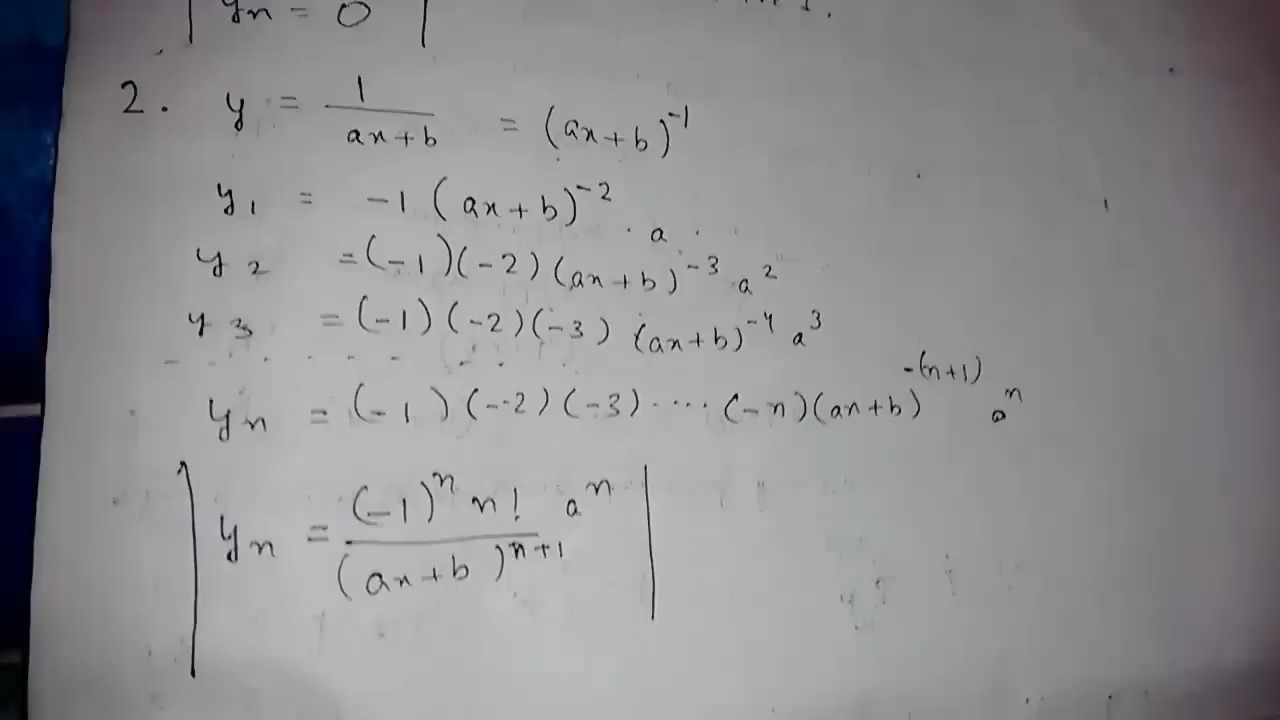 yn = 0
2. y = 1/(ax+b) = (ax+b)^-1
y1 = -1 (ax+b)^-2 . a .
y2 = (-1)(-2)(ax+b)^-3 a^2
y3 = (-1)(-2)(-3)(ax+b)^-4 a^3
yn = (-1)(-2)(-3)....(-n)(ax+b)^-(n+1) a^n
yn = (-1)^n n! a^n / (ax+b)^n+1